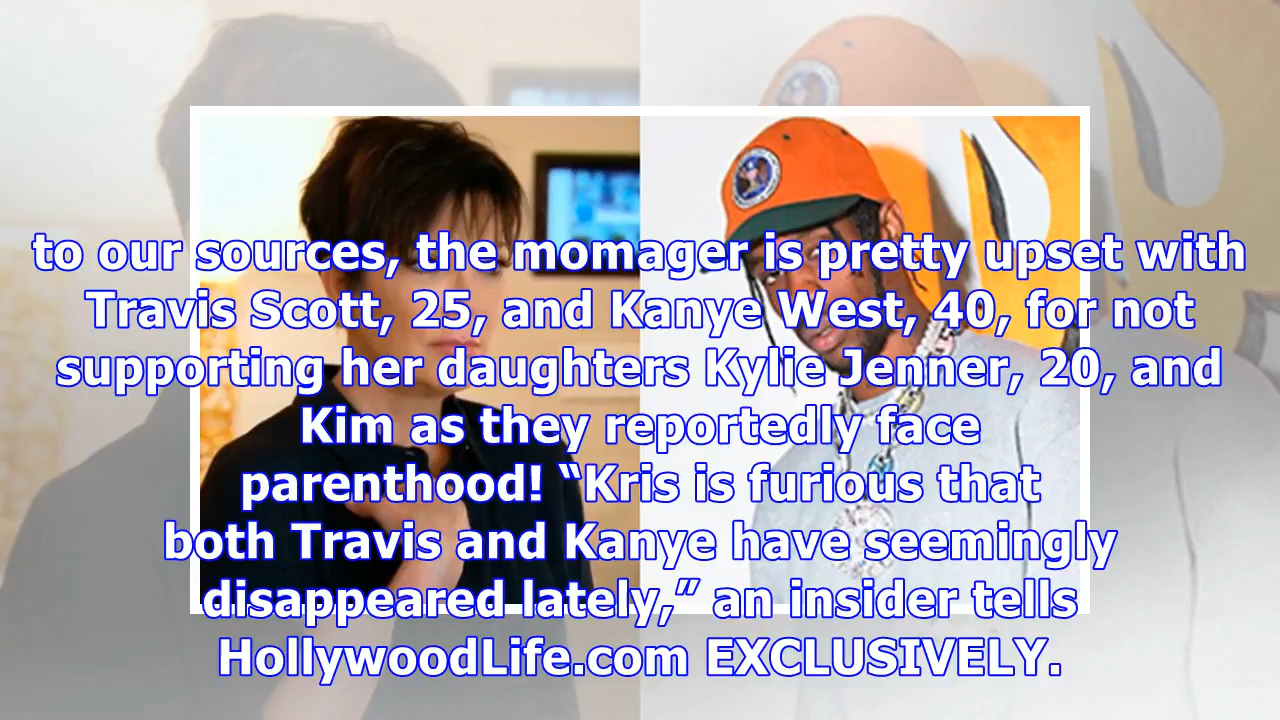 to our sources, the momager is pretty upset with
Travis Scott, 25, and Kanye West, 40, for not
supporting her daughters Kylie Jenner, 20, and
Kim as they reportedly face
parenthood! “Kris is furious that
both Travis and Kanye have seemingly
disappeared lately,” an insider tells
HollywoodLife.com EXCLUSIVELY.